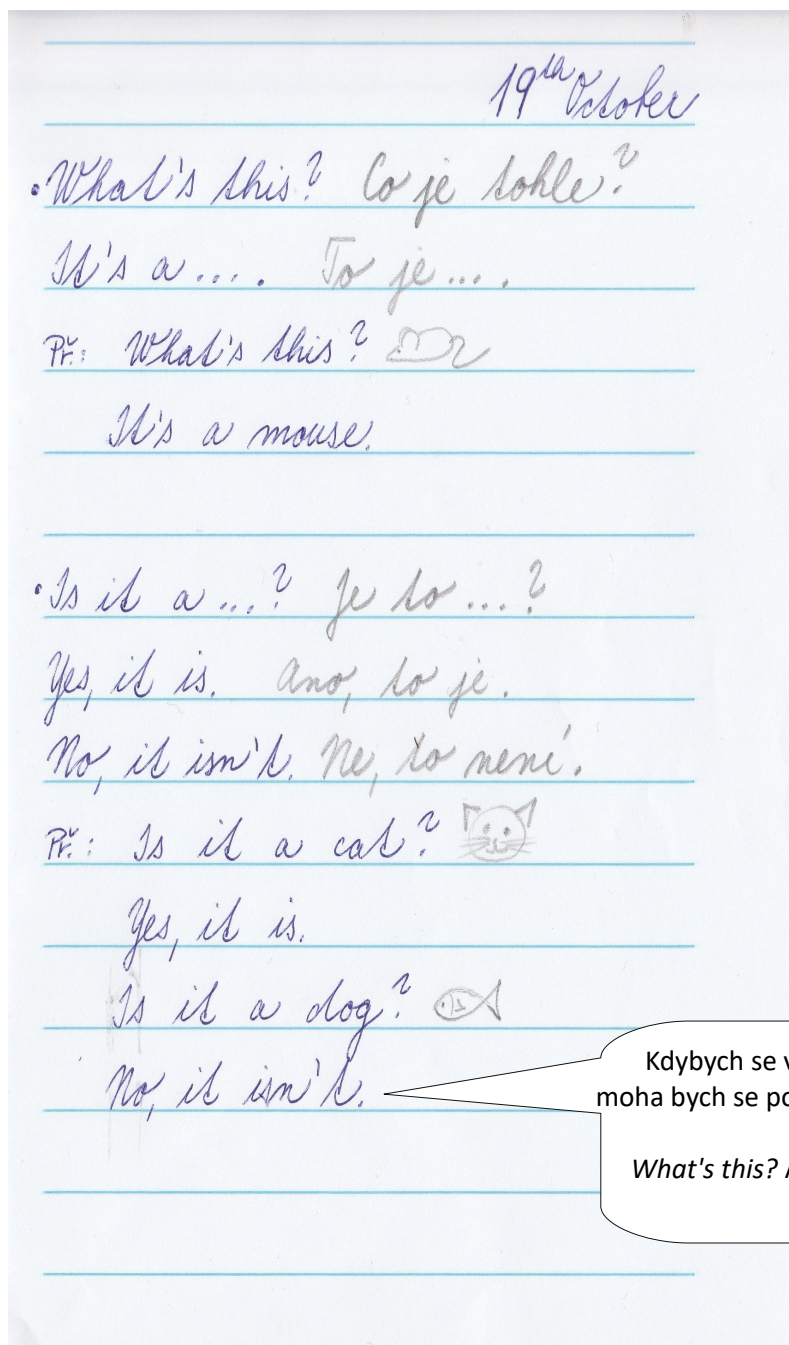 19th October
• What's this? Co je tohle?
It's a .... To je ... .
Př.: What's this?
It's a mouse.
• Is it a ...? Je to ...?
Yes, it is. Ano, to je.
No, it isn't. Ne, to není.
Př.: Is it a cat?
Yes, it is.
Is it a dog?
No, it isn't.
Kdybych se
moha bych se
What's this?